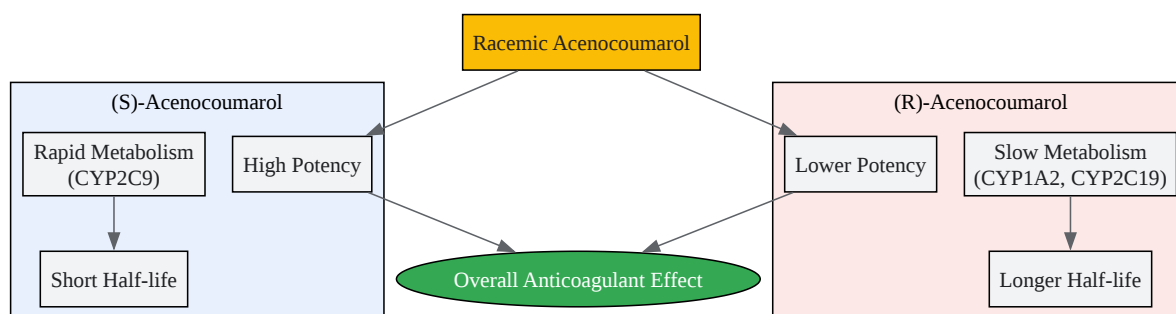 Racemic Acenocoumarol
(S)-Acenocoumarol
Rapid Metabolism
(CYP2C9)
High Potency
Short Half-life
(R)-Acenocoumarol
Lower Potency
Slow Metabolism
(CYP1A2, CYP2C19)
Longer Half-life
Overall Anticoagulant Effect